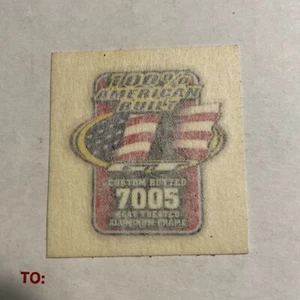 100%
AMERICAN
BUILT
CUSTOM BUTTED
7005
HEAT TREATED
ALUMINUM FRAME
TO: